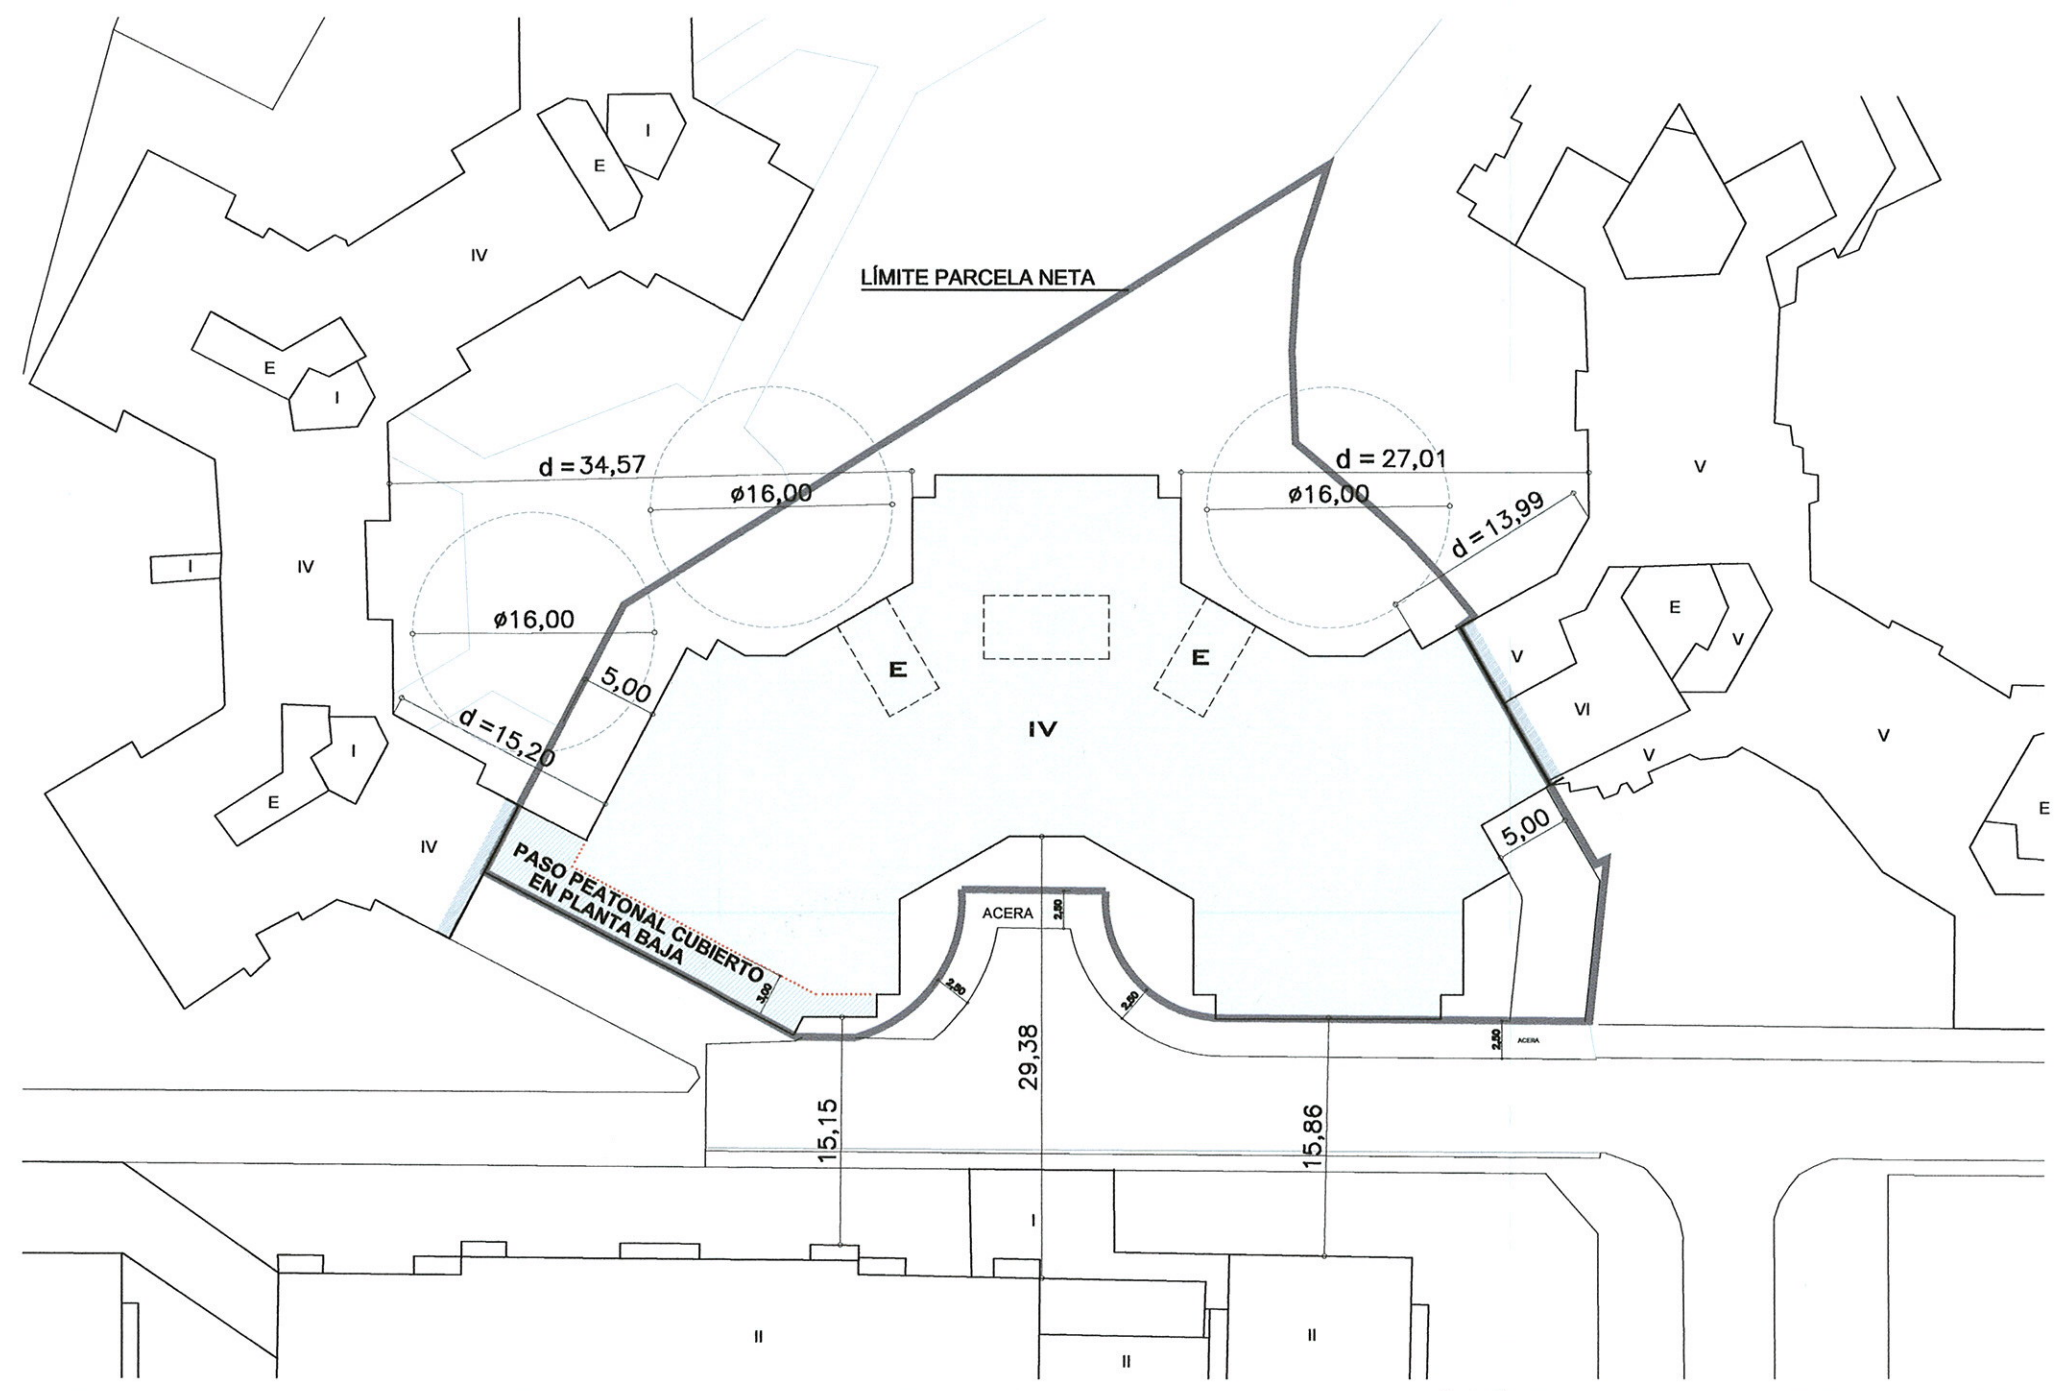 I
E
IV
LÍMITE PARCELA NETA
E
I
d = 34,57
d = 27,01
V
ø16,00
ø16,00
d = 13,99
I
IV
ø16,00
E
V
V
E
E
5,00
VI
d = 15,20
IV
V
V
I
E
E
5,00
IV
PASO PEATONAL CUBIERTO
EN PLANTA BAJA
3,00
ACERA
2,50
2,50
2,50
2,50
ACERA
29,38
15,15
15,86
I
II
II
II